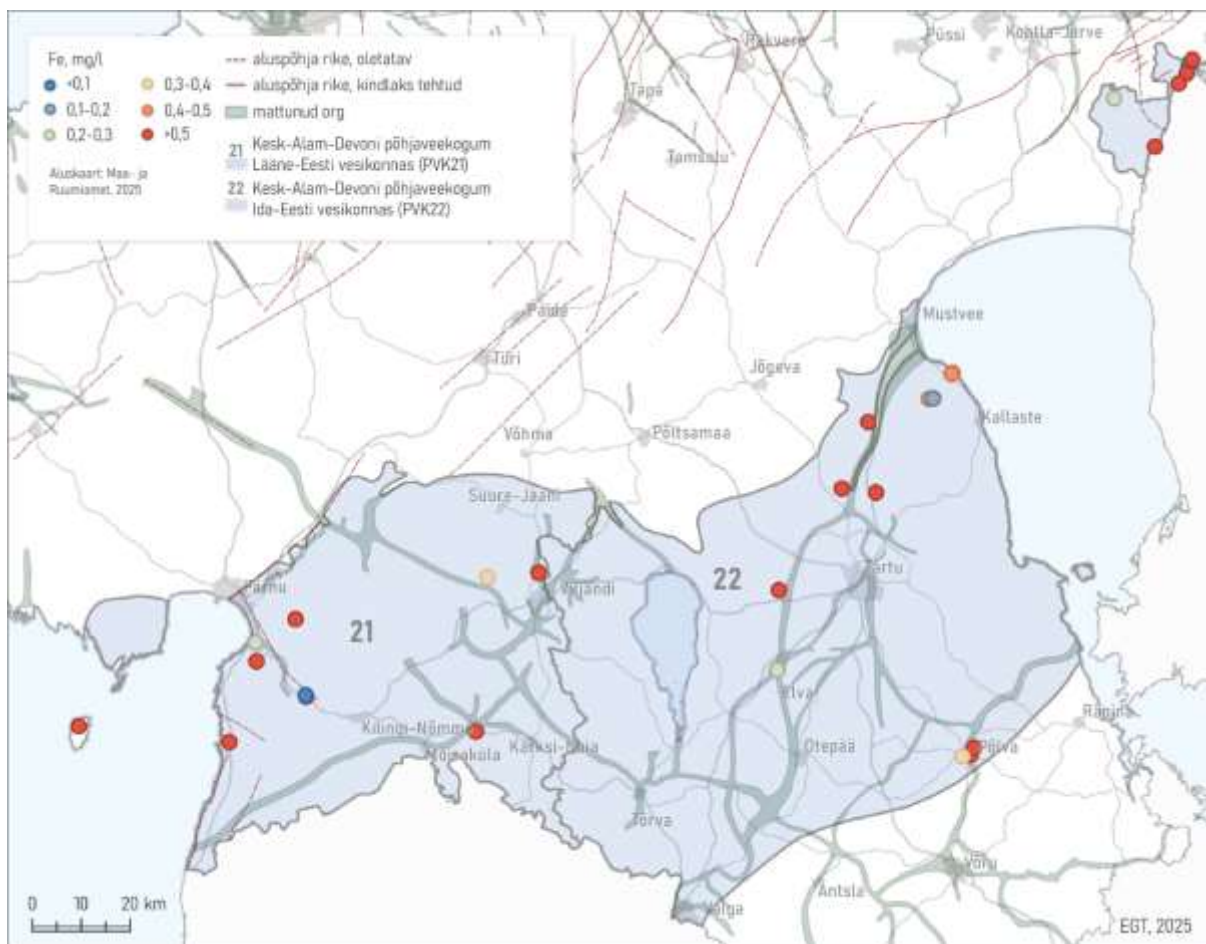 Fe, mg/l
<0,1
0,1-0,2
0,2-0,3
0,3-0,4
0,4-0,5
>0,5
Aluskaart: Maa- ja
Ruumiamet, 2025
aluspõhja rike, oletatav
aluspõhja rike, kindlaks tehtud
mattunud org
21 Kesk-Alam-Devoni põhjaveekogum
Lääne-Eesti vesikonnas (PVK21)
22 Kesk-Alam-Devoni põhjaveekogum
Ida-Eesti vesikonnas (PVK22)
Rakvere
Püssi
Kohtla-Järve
Tapa
Tamsalu
Paide
Mustvee
Türi
Jõgeva
Kallaste
Võhma
Põltsamaa
Suure-Jaani
Tartu
22
Pärnu
Viljandi
21
Elva
Räpina
Kilingi-Nõmme
Mõisaküla
Karksi-Nuia
Otepää
Põlva
Tõrva
Võru
Antsla
Valga
0 10 20 km
EGT, 2025